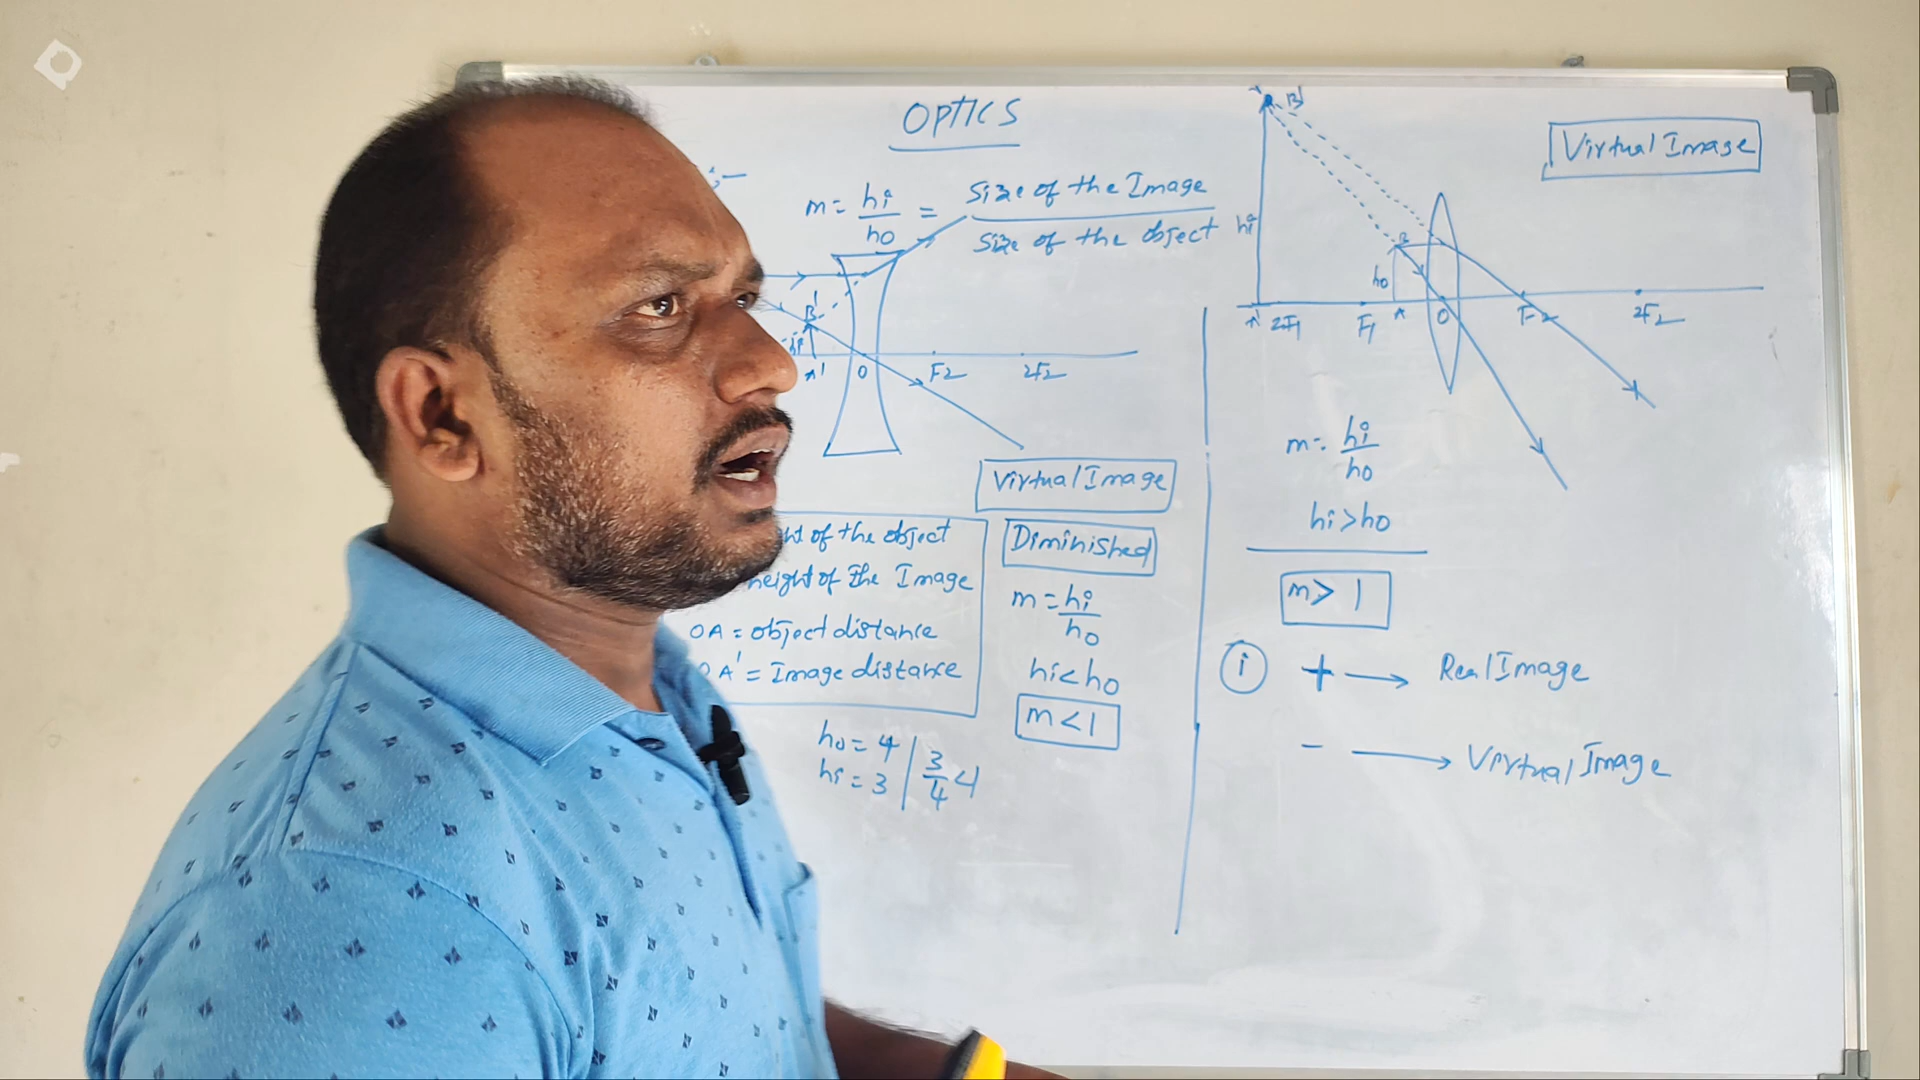 OPTICS
m = hi/ho = Size of the Image / Size of the object
B'
hi
A' O F2 2F2
Virtual Image
Diminished
m = hi/ho
hi < ho
m < 1
of the object
height of the Image
OA = object distance
OA' = Image distance
ho = 4
hi = 3
3/4 < 1
B'
Virtual Image
hi
B
ho
A' 2F1 F1 A O F2 2F2
m = hi/ho
hi > ho
m > 1
i + → Real Image
- → Virtual Image